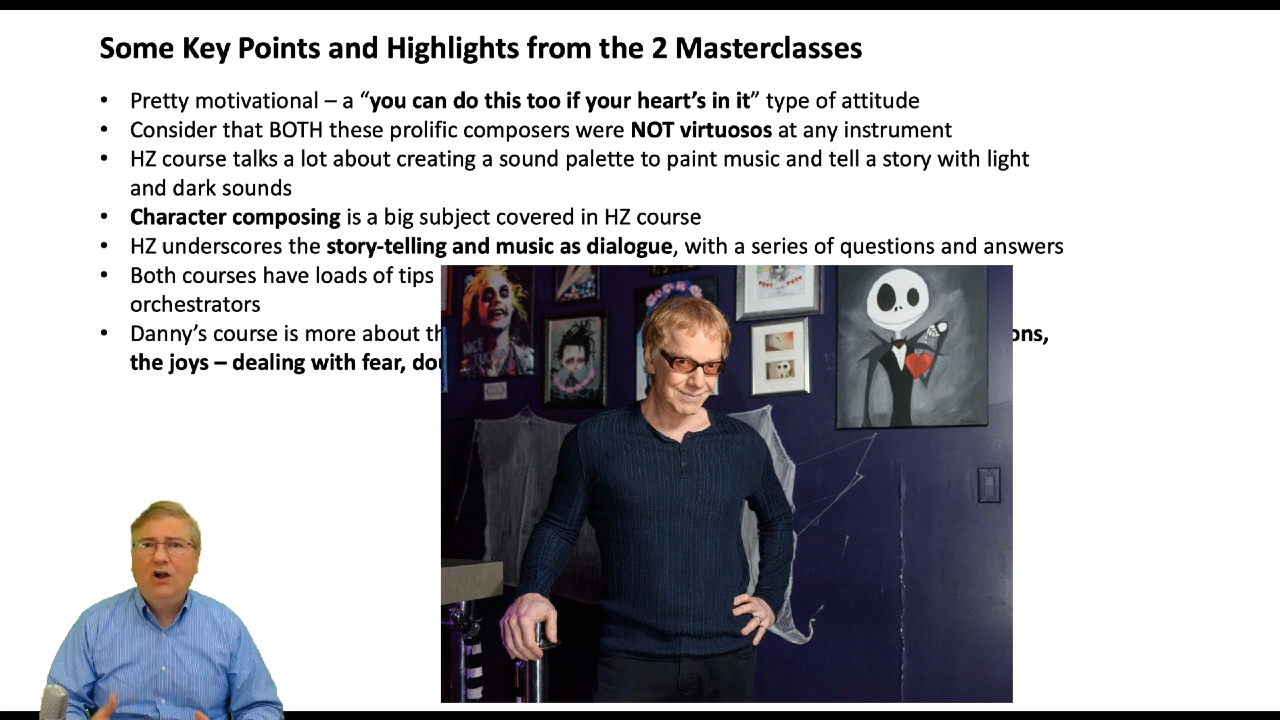 Some Key Points and Highlights from the 2 Masterclasses
• Pretty motivational – a “you can do this too if your heart’s in it” type of attitude
• Consider that BOTH these prolific composers were NOT virtuosos at any instrument
• HZ course talks a lot about creating a sound palette to paint music and tell a story with light
and dark sounds
• Character composing is a big subject covered in HZ course
• HZ underscores the story-telling and music as dialogue, with a series of questions and answers
• Both courses have loads of tips
orchestrators
• Danny’s course is more about th ons,
the joys – dealing with fear, dou